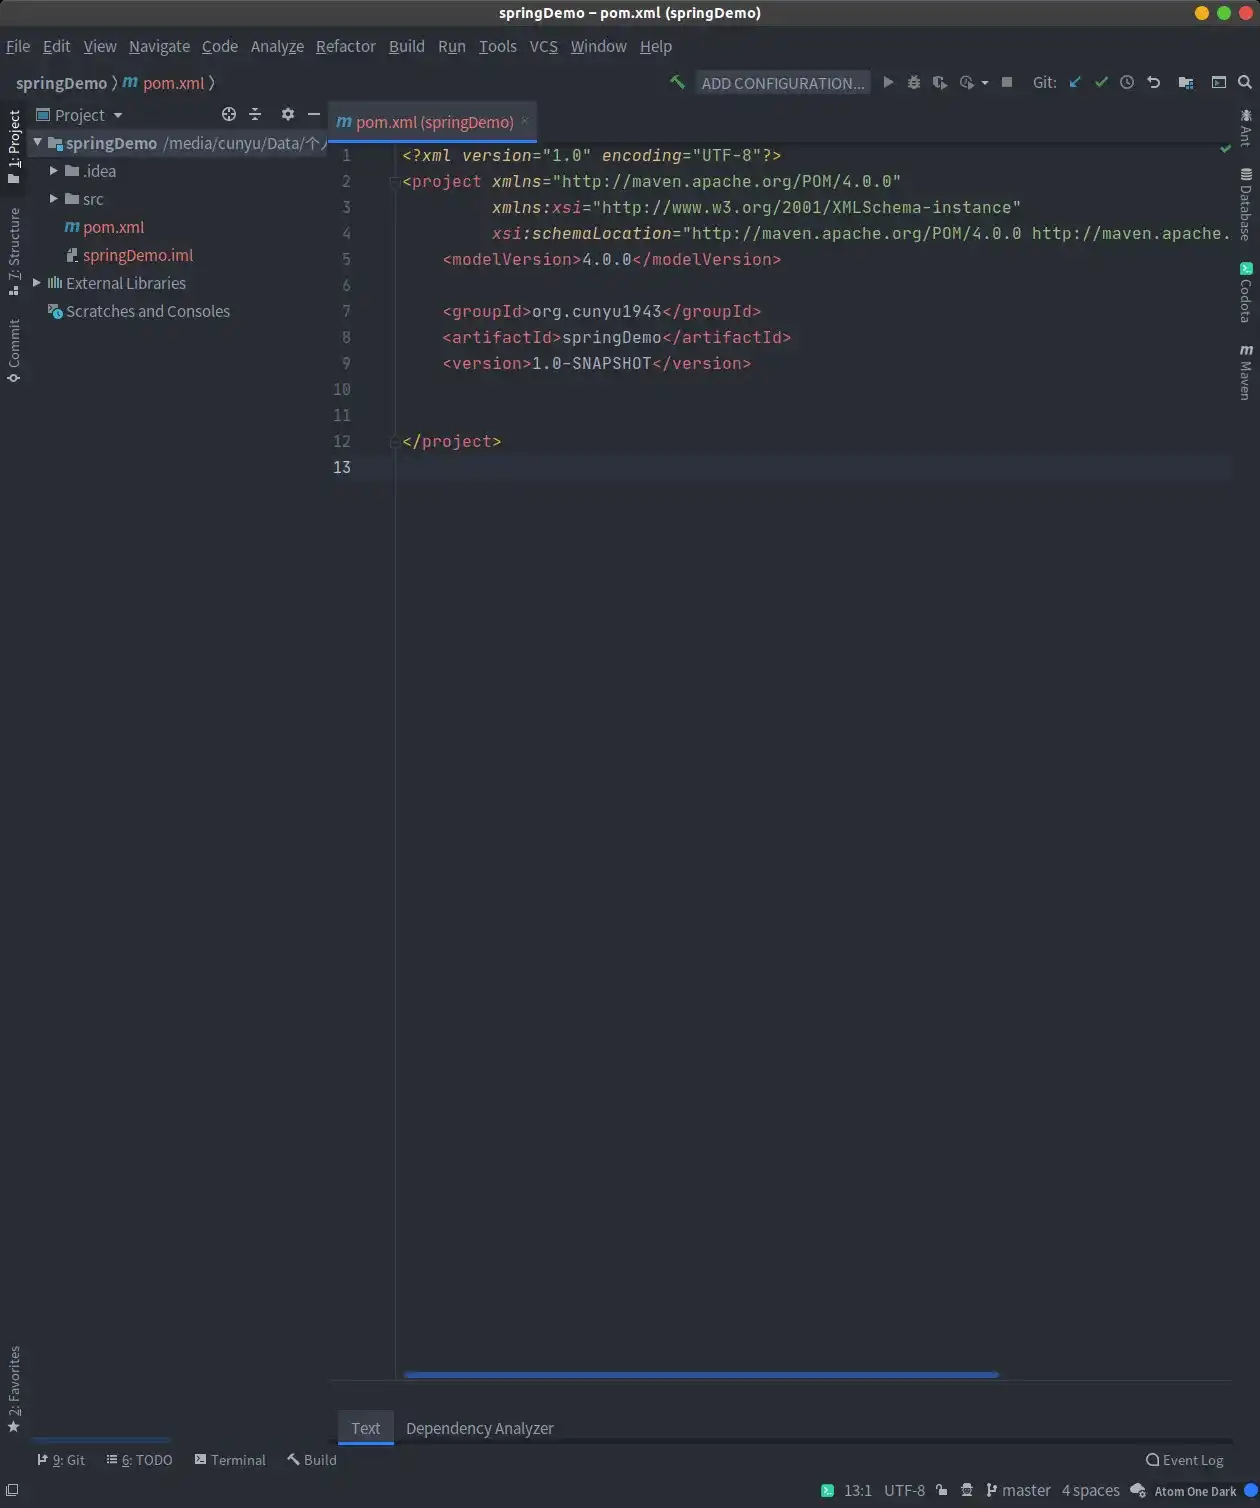 springDemo – pom.xml (springDemo)
File Edit View Navigate Code Analyze Refactor Build Run Tools VCS Window Help
springDemo 〉 m pom.xml 〉
ADD CONFIGURATION...
Git:
Project
springDemo /media/cunyu/Data/个
.idea
src
m pom.xml
springDemo.iml
External Libraries
Scratches and Consoles
1: Project
7: Structure
Commit
2: Favorites
m pom.xml (springDemo) ×
1 <?xml version="1.0" encoding="UTF-8"?>
2 <project xmlns="http://maven.apache.org/POM/4.0.0"
3 xmlns:xsi="http://www.w3.org/2001/XMLSchema-instance"
4 xsi:schemaLocation="http://maven.apache.org/POM/4.0.0 http://maven.apache.
5 <modelVersion>4.0.0</modelVersion>
6
7 <groupId>org.cunyu1943</groupId>
8 <artifactId>springDemo</artifactId>
9 <version>1.0-SNAPSHOT</version>
10
11
12 </project>
13
Ant
Database
Codota
m Maven
Text Dependency Analyzer
9: Git 6: TODO Terminal Build
Event Log
13:1 UTF-8 master 4 spaces Atom One Dark